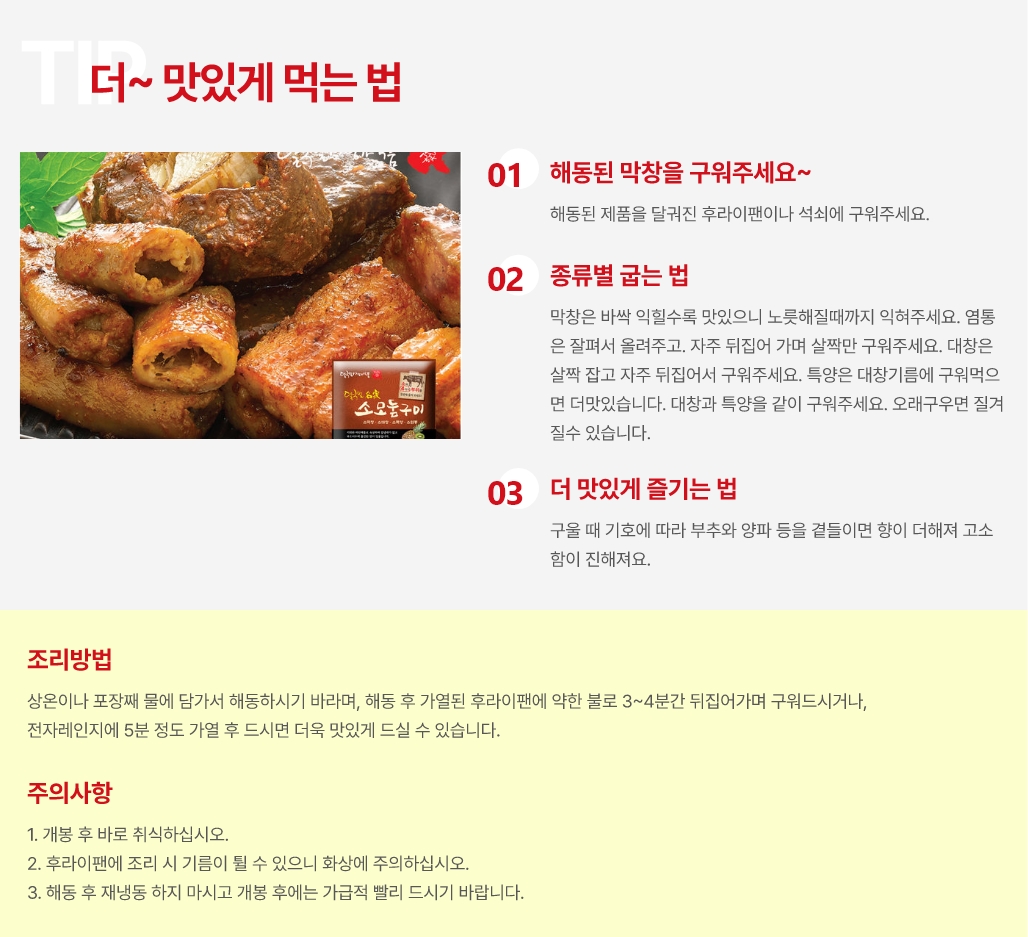 TIP
더~ 맛있게 먹는 법
01
해동된 막창을 구워주세요~
해동된 제품을 달궈진 후라이팬이나 석쇠에 구워주세요.
02
종류별 굽는 법
막창은 바싹 익힐수록 맛있으니 노릇해질때까지 익혀주세요. 염통
은 잘펴서 올려주고. 자주 뒤집어 가며 살짝만 구워주세요. 대창은
살짝 잡고 자주 뒤집어서 구워주세요. 특양은 대창기름에 구워먹으
면 더맛있습니다. 대창과 특양을 같이 구워주세요. 오래구우면 질겨
질수 있습니다.
소모듬구이
03
더 맛있게 즐기는 법
구울 때 기호에 따라 부추와 양파 등을 곁들이면 향이 더해져 고소
함이 진해져요.
조리방법
상온이나 포장째 물에 담가서 해동하시기 바라며, 해동 후 가열된 후라이팬에 약한 불로 3~4분간 뒤집어가며 구워드시거나,
전자레인지에 5분 정도 가열 후 드시면 더욱 맛있게 드실 수 있습니다.
주의사항
1. 개봉 후 바로 취식하십시오.
2. 후라이팬에 조리 시 기름이 튈 수 있으니 화상에 주의하십시오.
3. 해동 후 재냉동 하지 마시고 개봉 후에는 가급적 빨리 드시기 바랍니다.